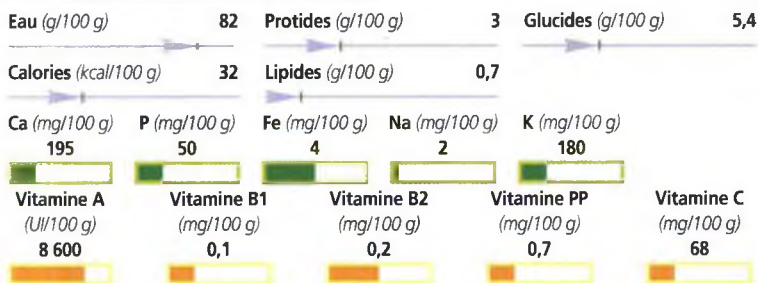 Eau (g/100 g) 82 Protides (g/100 g) 3 Glucides (g/100 g) 5,4
Calories (kcal/100 g) 32 Lipides (g/100 g) 0,7
Ca (mg/100 g) P (mg/100 g) Fe (mg/100 g) Na (mg/100 g) K (mg/100 g)
195 50 4 2 180
Vitamine A Vitamine B1 Vitamine B2 Vitamine PP Vitamine C
(UI/100 g) (mg/100 g) (mg/100 g) (mg/100 g) (mg/100 g)
8 600 0,1 0,2 0,7 68